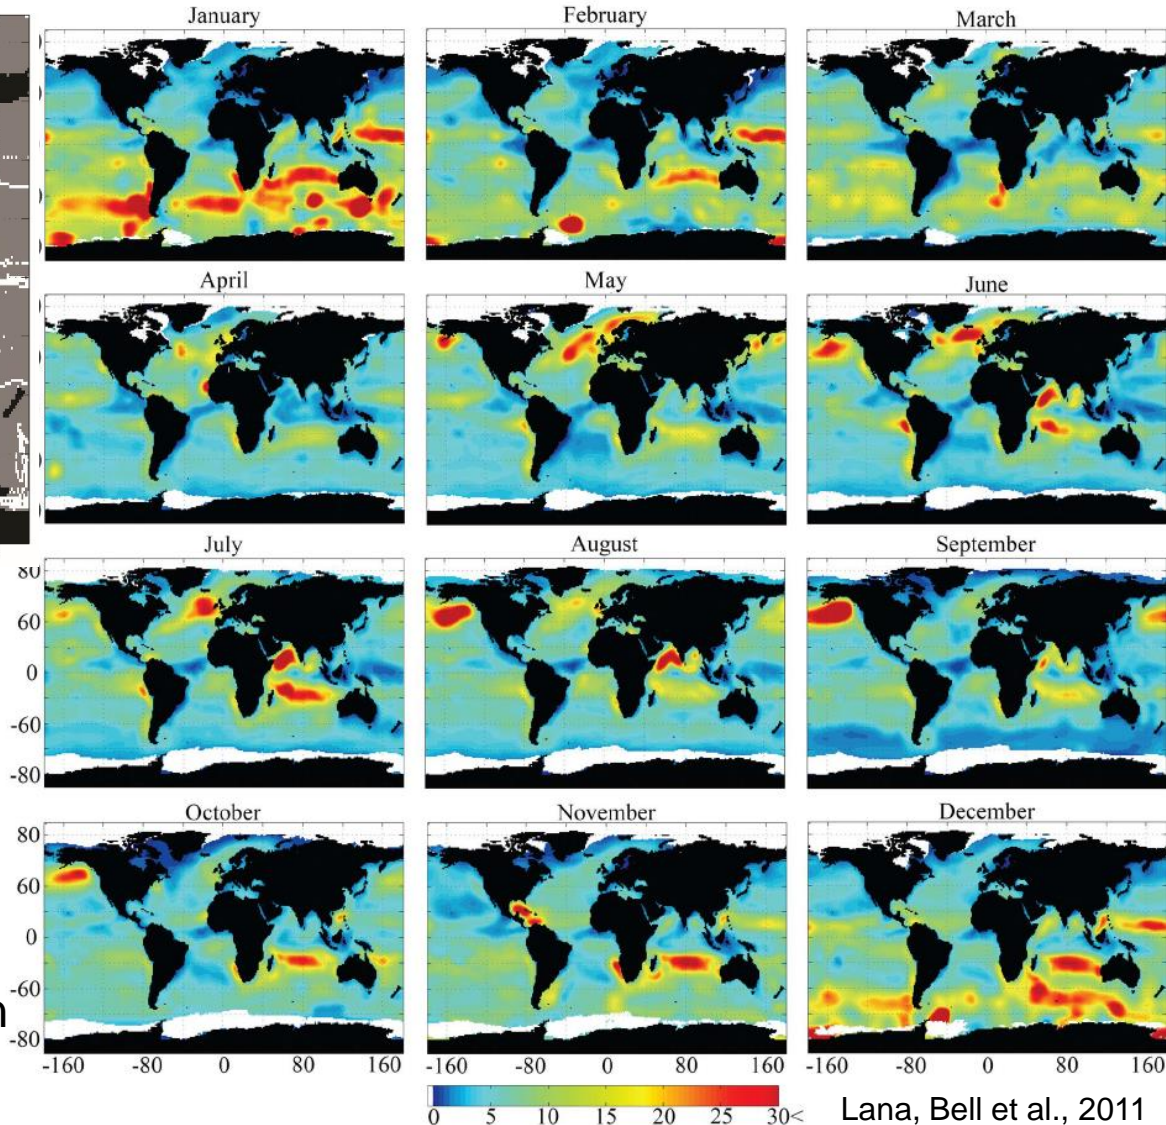 January February March
April May June
July August September
80
60
0
-60
-80
October November December
80
60
0
-60
-80
-160 -80 0 80 160 -160 -80 0 80 160 -160 -80 0 80 160
0 5 10 15 20 25 30<
Lana, Bell et al., 2011